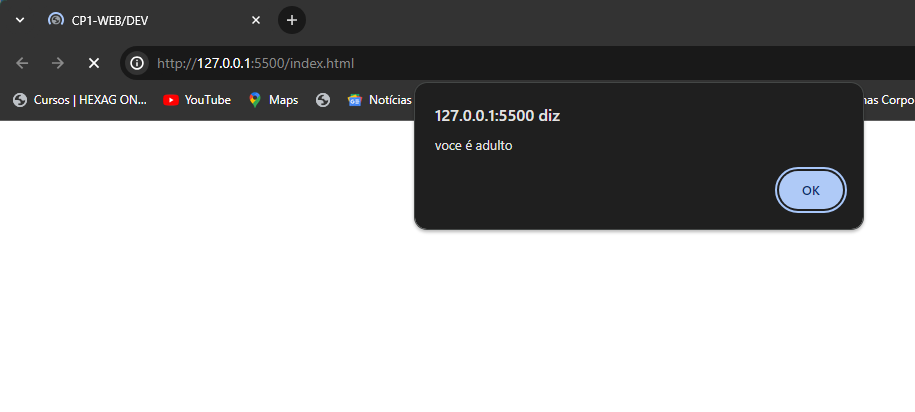 CP1-WEB/DEV
http://127.0.0.1:5500/index.html
Cursos | HEXAG ON... YouTube Maps Notícias nas Corpo
127.0.0.1:5500 diz
voce é adulto
OK